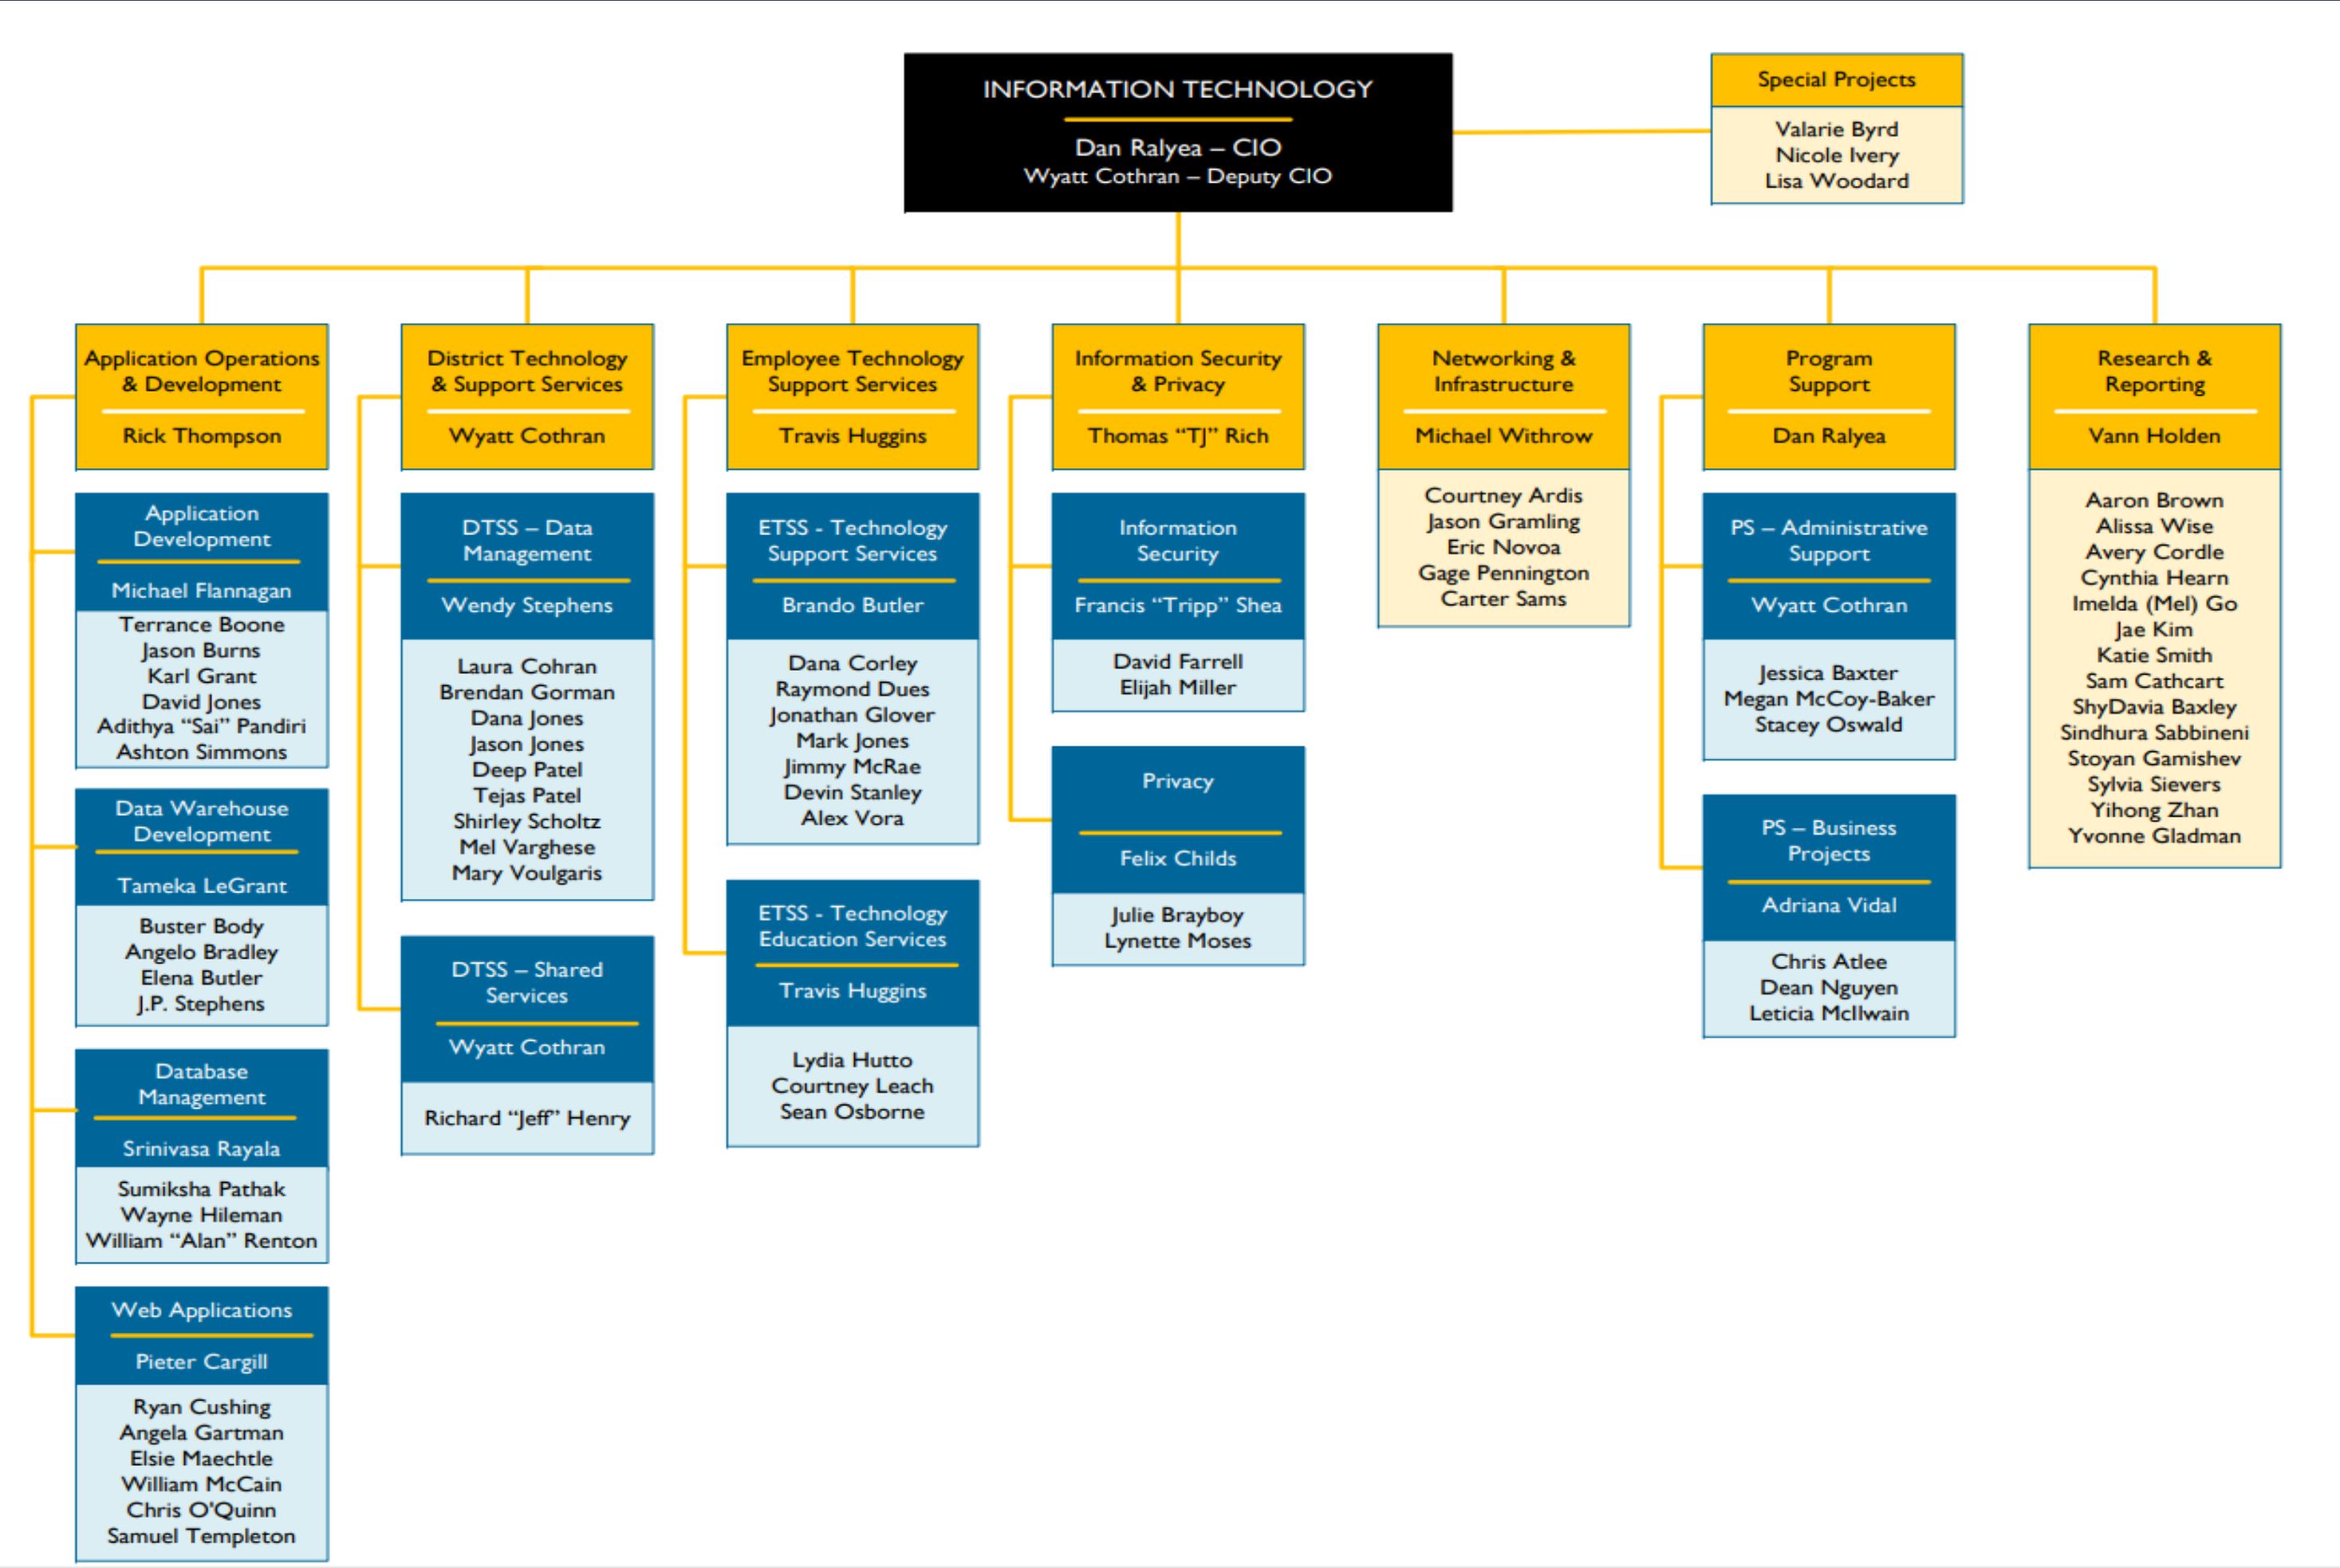 INFORMATION TECHNOLOGY
Dan Ralyea – CIO
Wyatt Cothran – Deputy CIO
Special Projects
Valarie Byrd
Nicole Ivery
Lisa Woodard
Application Operations
& Development
Rick Thompson
Application
Development
Michael Flannagan
Terrance Boone
Jason Burns
Karl Grant
David Jones
Adithya “Sai” Pandiri
Ashton Simmons
Data Warehouse
Development
Tameka LeGrant
Buster Body
Angelo Bradley
Elena Butler
J.P. Stephens
Database
Management
Srinivasa Rayala
Sumiksha Pathak
Wayne Hileman
William “Alan” Renton
Web Applications
Pieter Cargill
Ryan Cushing
Angela Gartman
Elsie Maechtle
William McCain
Chris O'Quinn
Samuel Templeton
District Technology
& Support Services
Wyatt Cothran
DTSS – Data
Management
Wendy Stephens
Laura Cohran
Brendan Gorman
Dana Jones
Jason Jones
Deep Patel
Tejas Patel
Shirley Scholtz
Mel Varghese
Mary Voulgaris
DTSS – Shared
Services
Wyatt Cothran
Richard “Jeff” Henry
Employee Technology
Support Services
Travis Huggins
ETSS - Technology
Support Services
Brando Butler
Dana Corley
Raymond Dues
Jonathan Glover
Mark Jones
Jimmy McRae
Devin Stanley
Alex Vora
ETSS - Technology
Education Services
Travis Huggins
Lydia Hutto
Courtney Leach
Sean Osborne
Information Security
& Privacy
Thomas “TJ” Rich
Information
Security
Francis “Tripp” Shea
David Farrell
Elijah Miller
Privacy
Felix Childs
Julie Brayboy
Lynette Moses
Networking &
Infrastructure
Michael Withrow
Courtney Ardis
Jason Gramling
Eric Novoa
Gage Pennington
Carter Sams
Program
Support
Dan Ralyea
PS – Administrative
Support
Wyatt Cothran
Jessica Baxter
Megan McCoy-Baker
Stacey Oswald
PS – Business
Projects
Adriana Vidal
Chris Atlee
Dean Nguyen
Leticia McIlwain
Research &
Reporting
Vann Holden
Aaron Brown
Alissa Wise
Avery Cordle
Cynthia Hearn
Imelda (Mel) Go
Jae Kim
Katie Smith
Sam Cathcart
ShyDavia Baxley
Sindhura Sabbineni
Stoyan Gamishev
Sylvia Sievers
Yihong Zhan
Yvonne Gladman